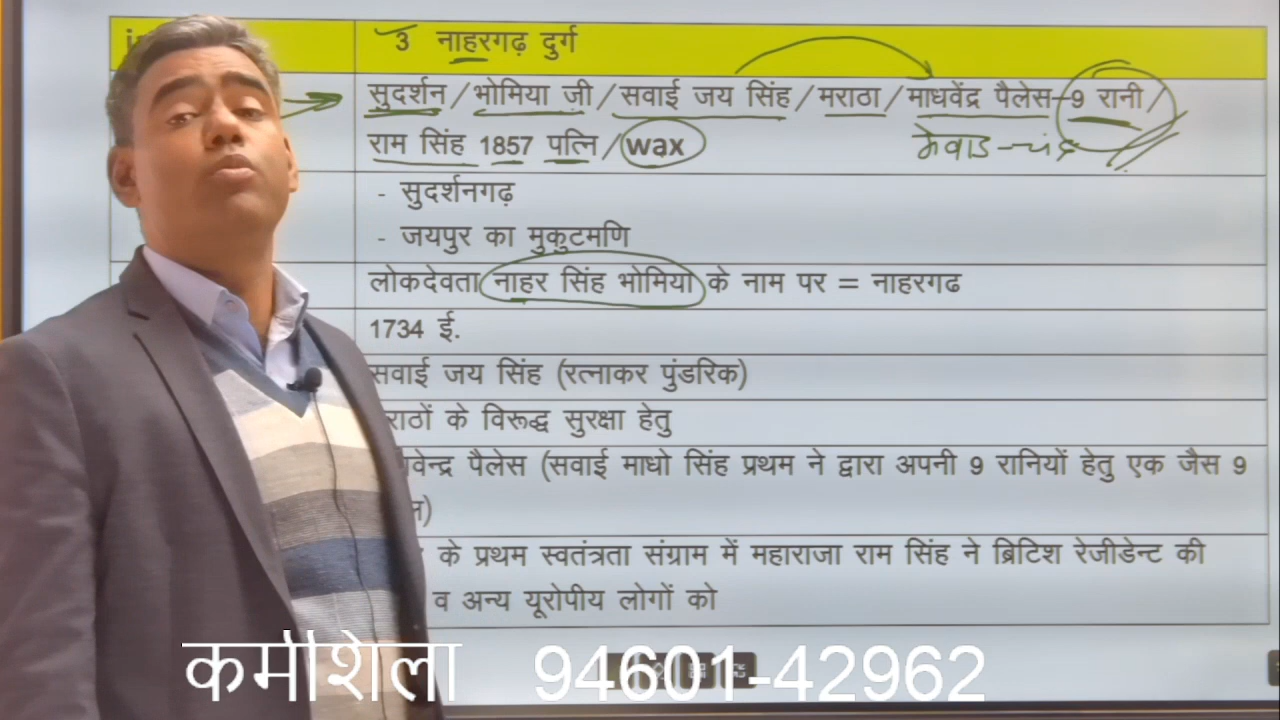 3 नाहरगढ़ दुर्ग
सुदर्शन/भोमिया जी/सवाई जय सिंह/मराठा/माधवेंद्र पैलेस-9 रानी/
राम सिंह 1857 पत्नि/wax
मेवाड
- सुदर्शनगढ़
- जयपुर का मुकुटमणि
लोकदेवता नाहर सिंह भोमिया के नाम पर = नाहरगढ
1734 ई.
सवाई जय सिंह (रत्नाकर पुंडरिक)
राठों के विरूद्ध सुरक्षा हेतु
वेन्द्र पैलेस (सवाई माधो सिंह प्रथम ने द्वारा अपनी 9 रानियों हेतु एक जैस 9
के प्रथम स्वतंत्रता संग्राम में महाराजा राम सिंह ने ब्रिटिश रेजीडेन्ट की
व अन्य यूरोपीय लोगों को
कर्मशिला 94601-42962